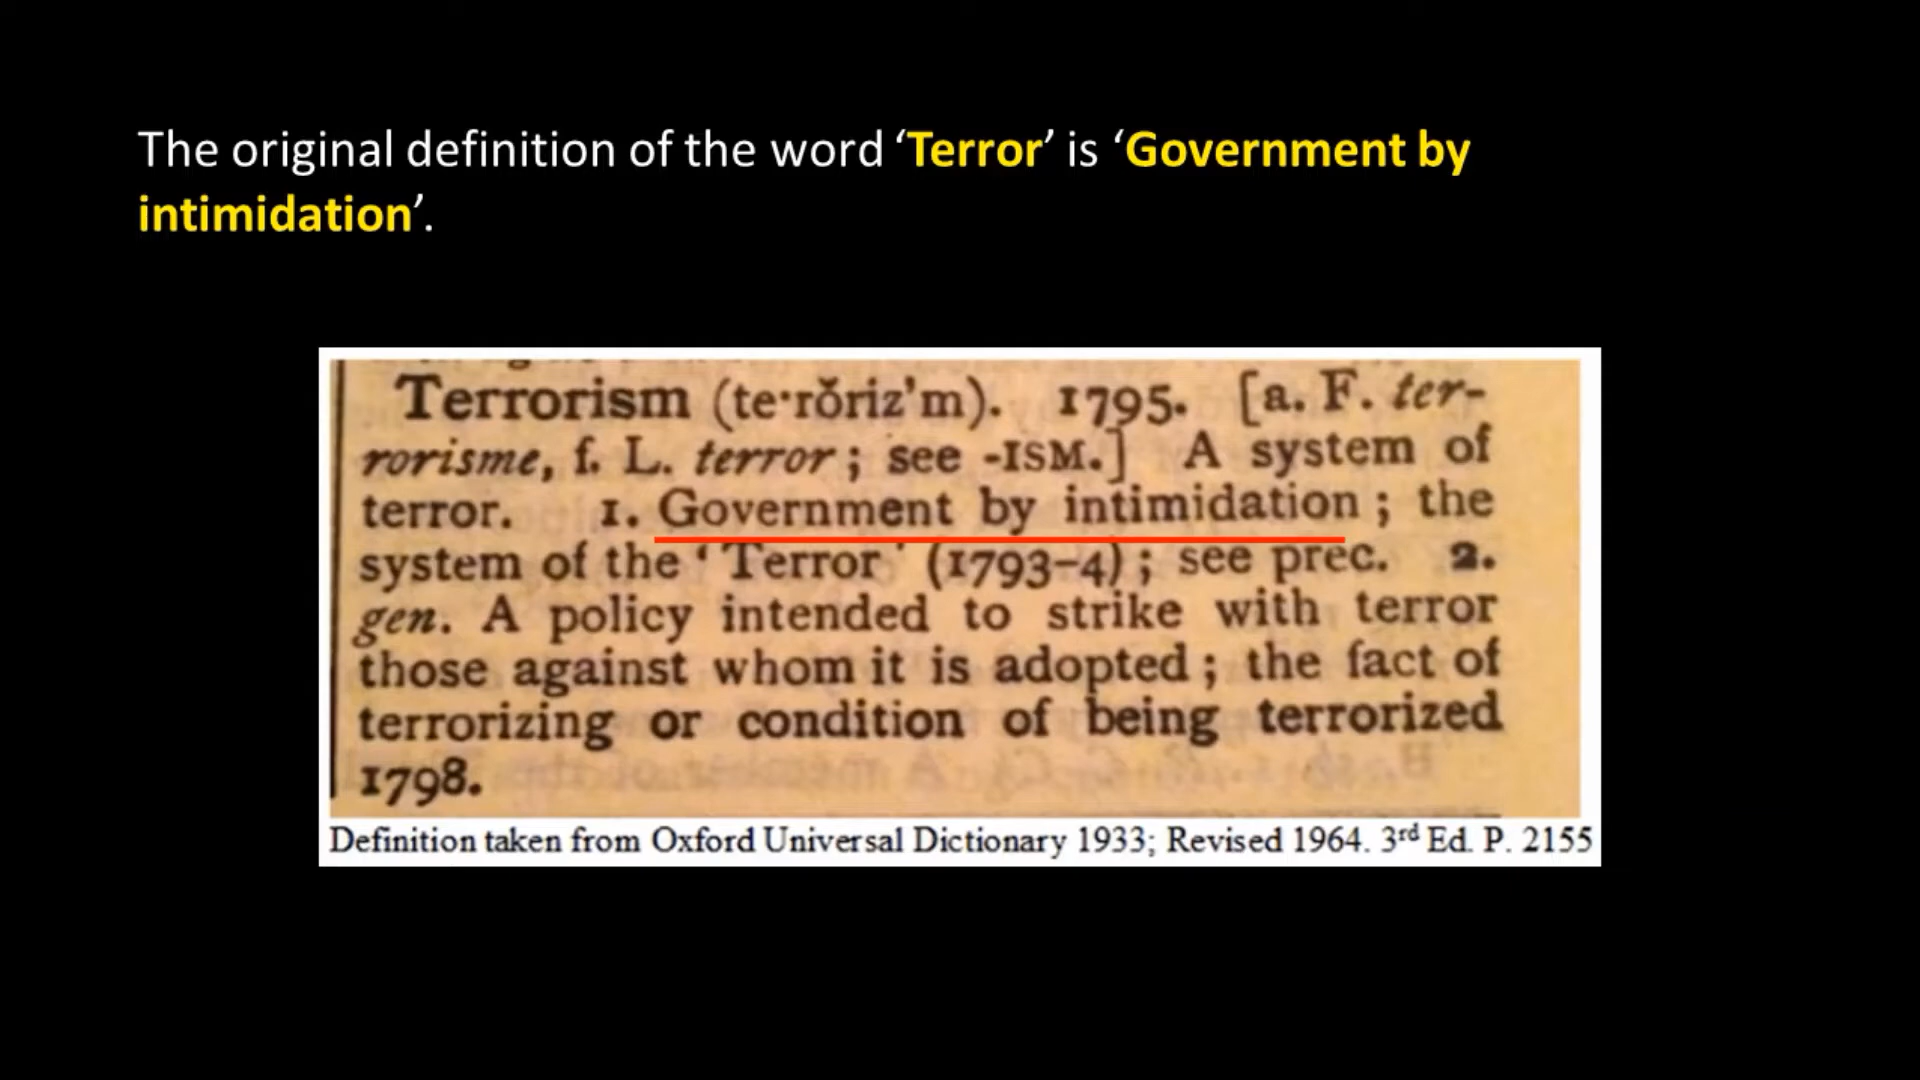 The original definition of the word ‘Terror’ is ‘Government by
intimidation’.
Terrorism (te·rŏriz'm). 1795. [a. F. ter-
rorisme, f. L. terror ; see -ISM.] A system of
terror. 1. Government by intimidation ; the
system of the ‘ Terror ’ (1793–4) ; see prec. 2.
gen. A policy intended to strike with terror
those against whom it is adopted ; the fact of
terrorizing or condition of being terrorized
1798.
Definition taken from Oxford Universal Dictionary 1933; Revised 1964. 3rd Ed. P. 2155